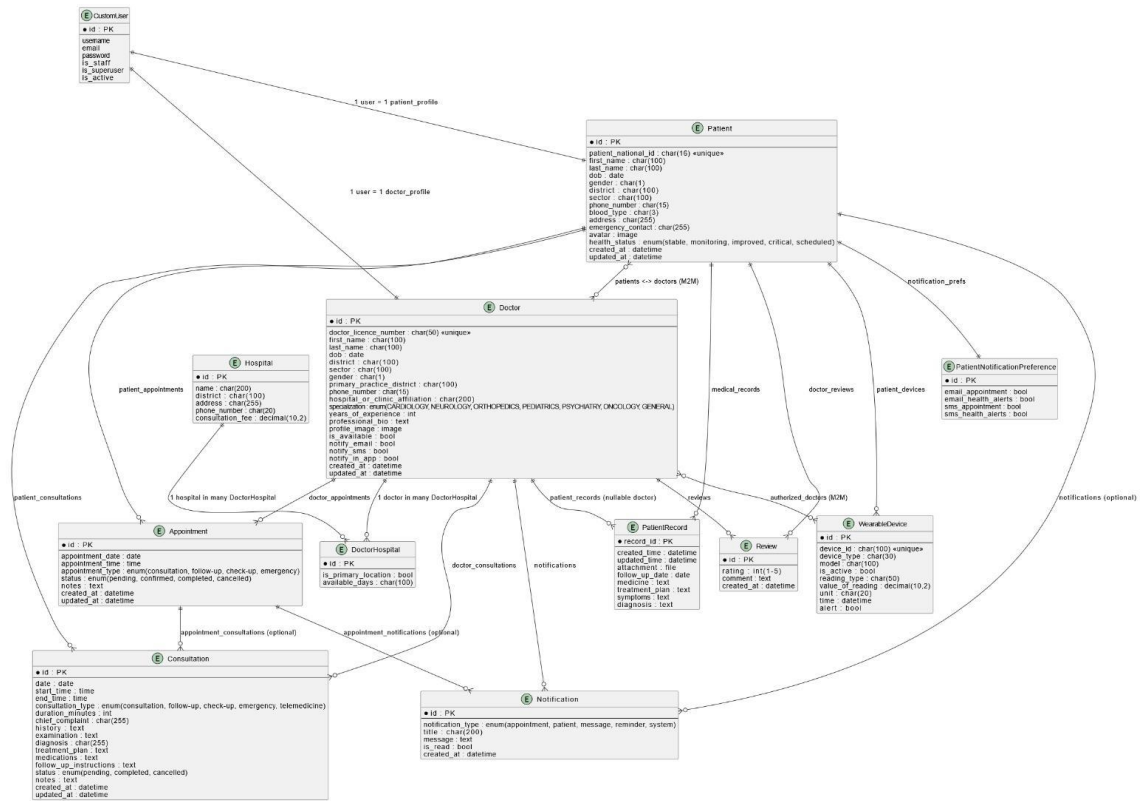 E CustomUser
id : PK
username
email
password
is_staff
is_superuser
is_active
1 user = 1 patient_profile
1 user = 1 doctor_profile
E Patient
id : PK
patient_national_id : char(16) «unique»
first_name : char(100)
last_name : char(100)
dob : date
gender : char(1)
district : char(100)
sector : char(100)
phone_number : char(15)
blood_type : char(3)
address : char(255)
emergency_contact : char(255)
avatar : image
health_status : enum(stable, monitoring, improved, critical, scheduled)
created_at : datetime
updated_at : datetime
patients <-> doctors (M2M)
notification_prefs
E Doctor
id : PK
doctor_licence_number : char(50) «unique»
first_name : char(100)
last_name : char(100)
dob : date
district : char(100)
sector : char(100)
gender : char(1)
primary_practice_district : char(100)
phone_number : char(15)
hospital_or_clinic_affiliation : char(200)
specialization : enum(CARDIOLOGY, NEUROLOGY, ORTHOPEDICS, PEDIATRICS, PSYCHIATRY, ONCOLOGY, GENERAL)
years_of_experience : int
professional_bio : text
profile_image : image
is_available : bool
notify_email : bool
notify_sms : bool
notify_in_app : bool
created_at : datetime
updated_at : datetime
E Hospital
id : PK
name : char(200)
district : char(100)
address : char(255)
phone_number : char(20)
consultation_fee : decimal(10,2)
E PatientNotificationPreference
id : PK
email_appointment : bool
email_health_alerts : bool
sms_appointment : bool
sms_health_alerts : bool
patient_appointments
medical_records
doctor_reviews
patient_devices
patient_consultations
1 hospital in many DoctorHospital
doctor_appointments
1 doctor in many DoctorHospital
patient_records (nullable doctor)
reviews
authorized_doctors (M2M)
notifications (optional)
E Appointment
id : PK
appointment_date : date
appointment_time : time
appointment_type : enum(consultation, follow-up, check-up, emergency)
status : enum(pending, confirmed, completed, cancelled)
notes : text
created_at : datetime
updated_at : datetime
E DoctorHospital
id : PK
is_primary_location : bool
available_days : char(100)
doctor_consultations
notifications
E PatientRecord
record_id : PK
created_time : datetime
updated_time : datetime
attachment : file
follow_up_date : date
medicine : text
treatment_plan : text
symptoms : text
diagnosis : text
E Review
id : PK
rating : int(1-5)
comment : text
created_at : datetime
E WearableDevice
id : PK
device_id : char(100) «unique»
device_type : char(30)
model : char(100)
is_active : bool
reading_type : char(50)
value_of_reading : decimal(10,2)
unit : char(20)
time : datetime
alert : bool
appointment_consultations (optional)
appointment_notifications (optional)
E Consultation
id : PK
date : date
start_time : time
end_time : time
consultation_type : enum(consultation, follow-up, check-up, emergency, telemedicine)
duration_minutes : int
chief_complaint : char(255)
history : text
examination : text
diagnosis : char(255)
treatment_plan : text
medications : text
follow_up_instructions : text
status : enum(pending, completed, cancelled)
notes : text
created_at : datetime
updated_at : datetime
E Notification
id : PK
notification_type : enum(appointment, patient, message, reminder, system)
title : char(200)
message : text
is_read : bool
created_at : datetime